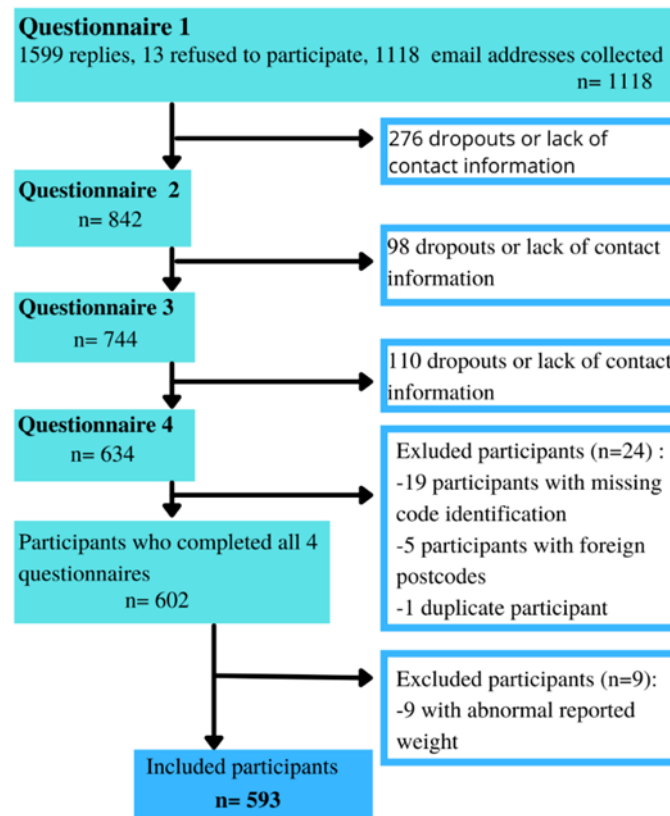 Questionnaire 1
1599 replies, 13 refused to participate, 1118 email addresses collected
n= 1118
276 dropouts or lack of
contact information
Questionnaire 2
n= 842
98 dropouts or lack of contact
information
Questionnaire 3
n= 744
110 dropouts or lack of contact
information
Questionnaire 4
n= 634
Exluded participants (n=24) :
-19 participants with missing
code identification
-5 participants with foreign
postcodes
-1 duplicate participant
Participants who completed all 4
questionnaires
n= 602
Excluded participants (n=9):
-9 with abnormal reported
weight
Included participants
n= 593